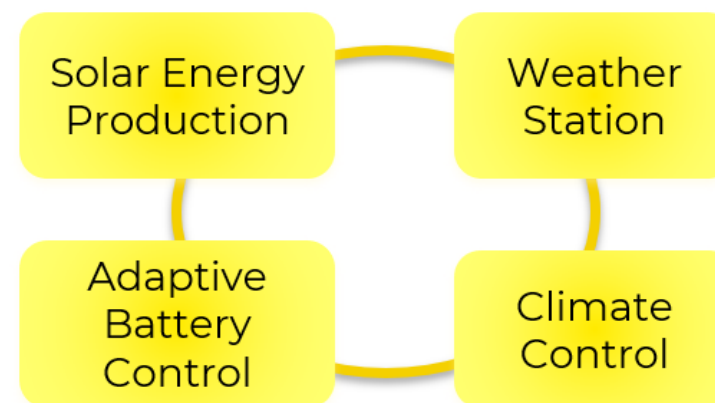 Solar Energy
Production
Weather
Station
Adaptive
Battery
Control
Climate
Control